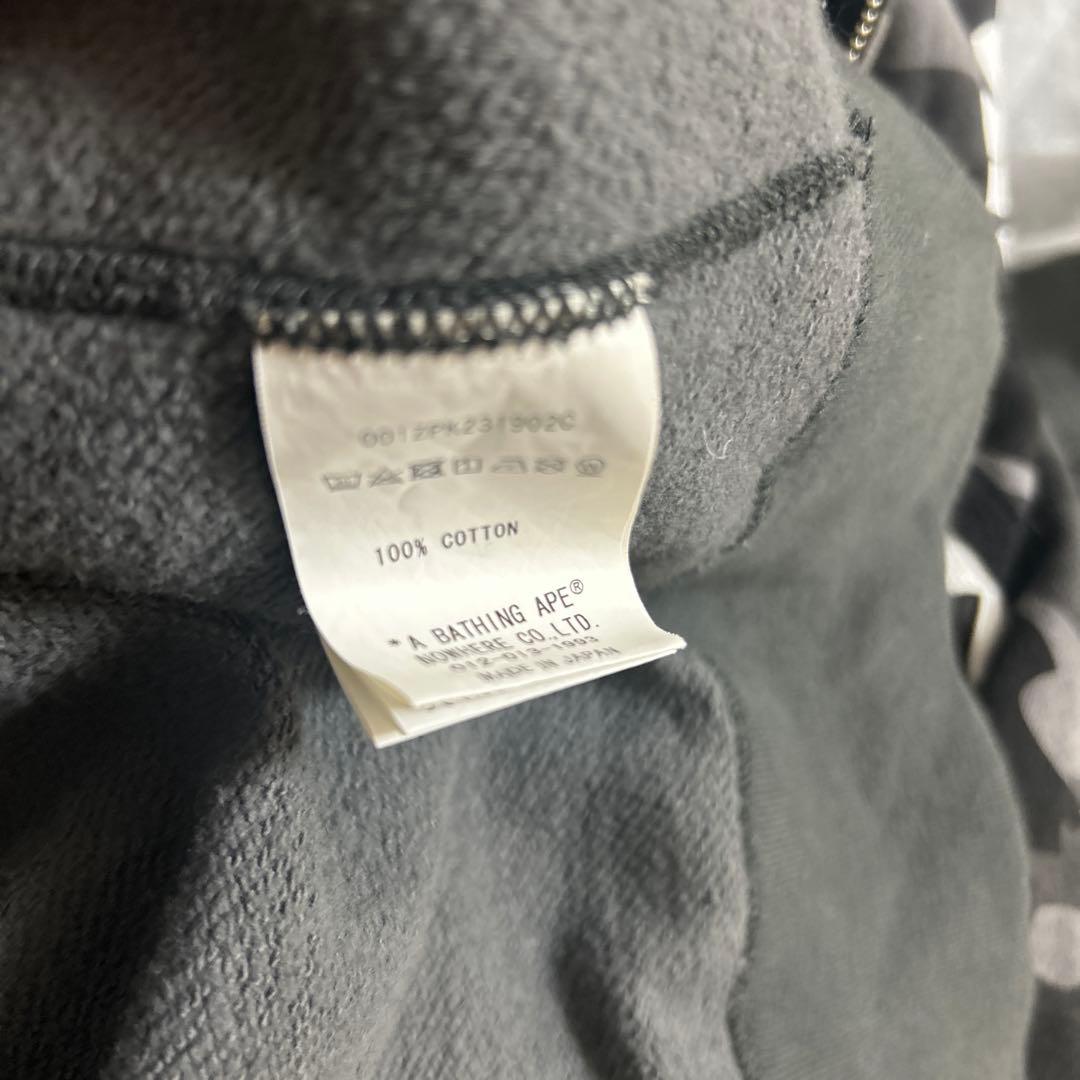 001ZPK231902C
100% COTTON
*A BATHING APE®
NOWHERE CO.,LTD.
012-013-1993
MADE IN JAPAN